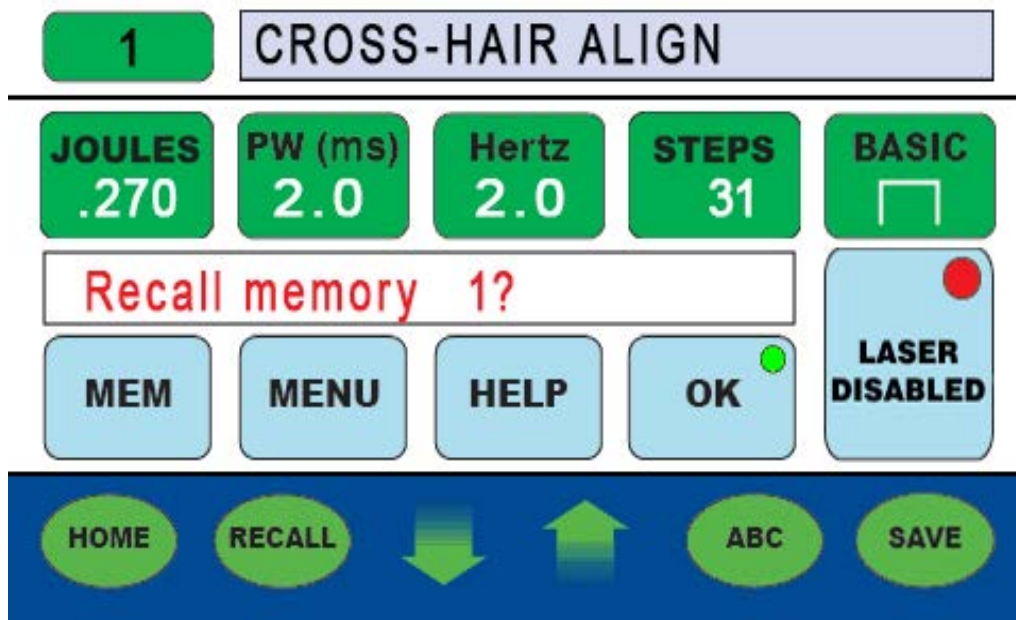 1 CROSS-HAIR ALIGN
JOULES PW (ms) Hertz STEPS BASIC
.270 2.0 2.0 31
Recall memory 1?
MEM MENU HELP OK LASER
DISABLED
HOME RECALL ABC SAVE